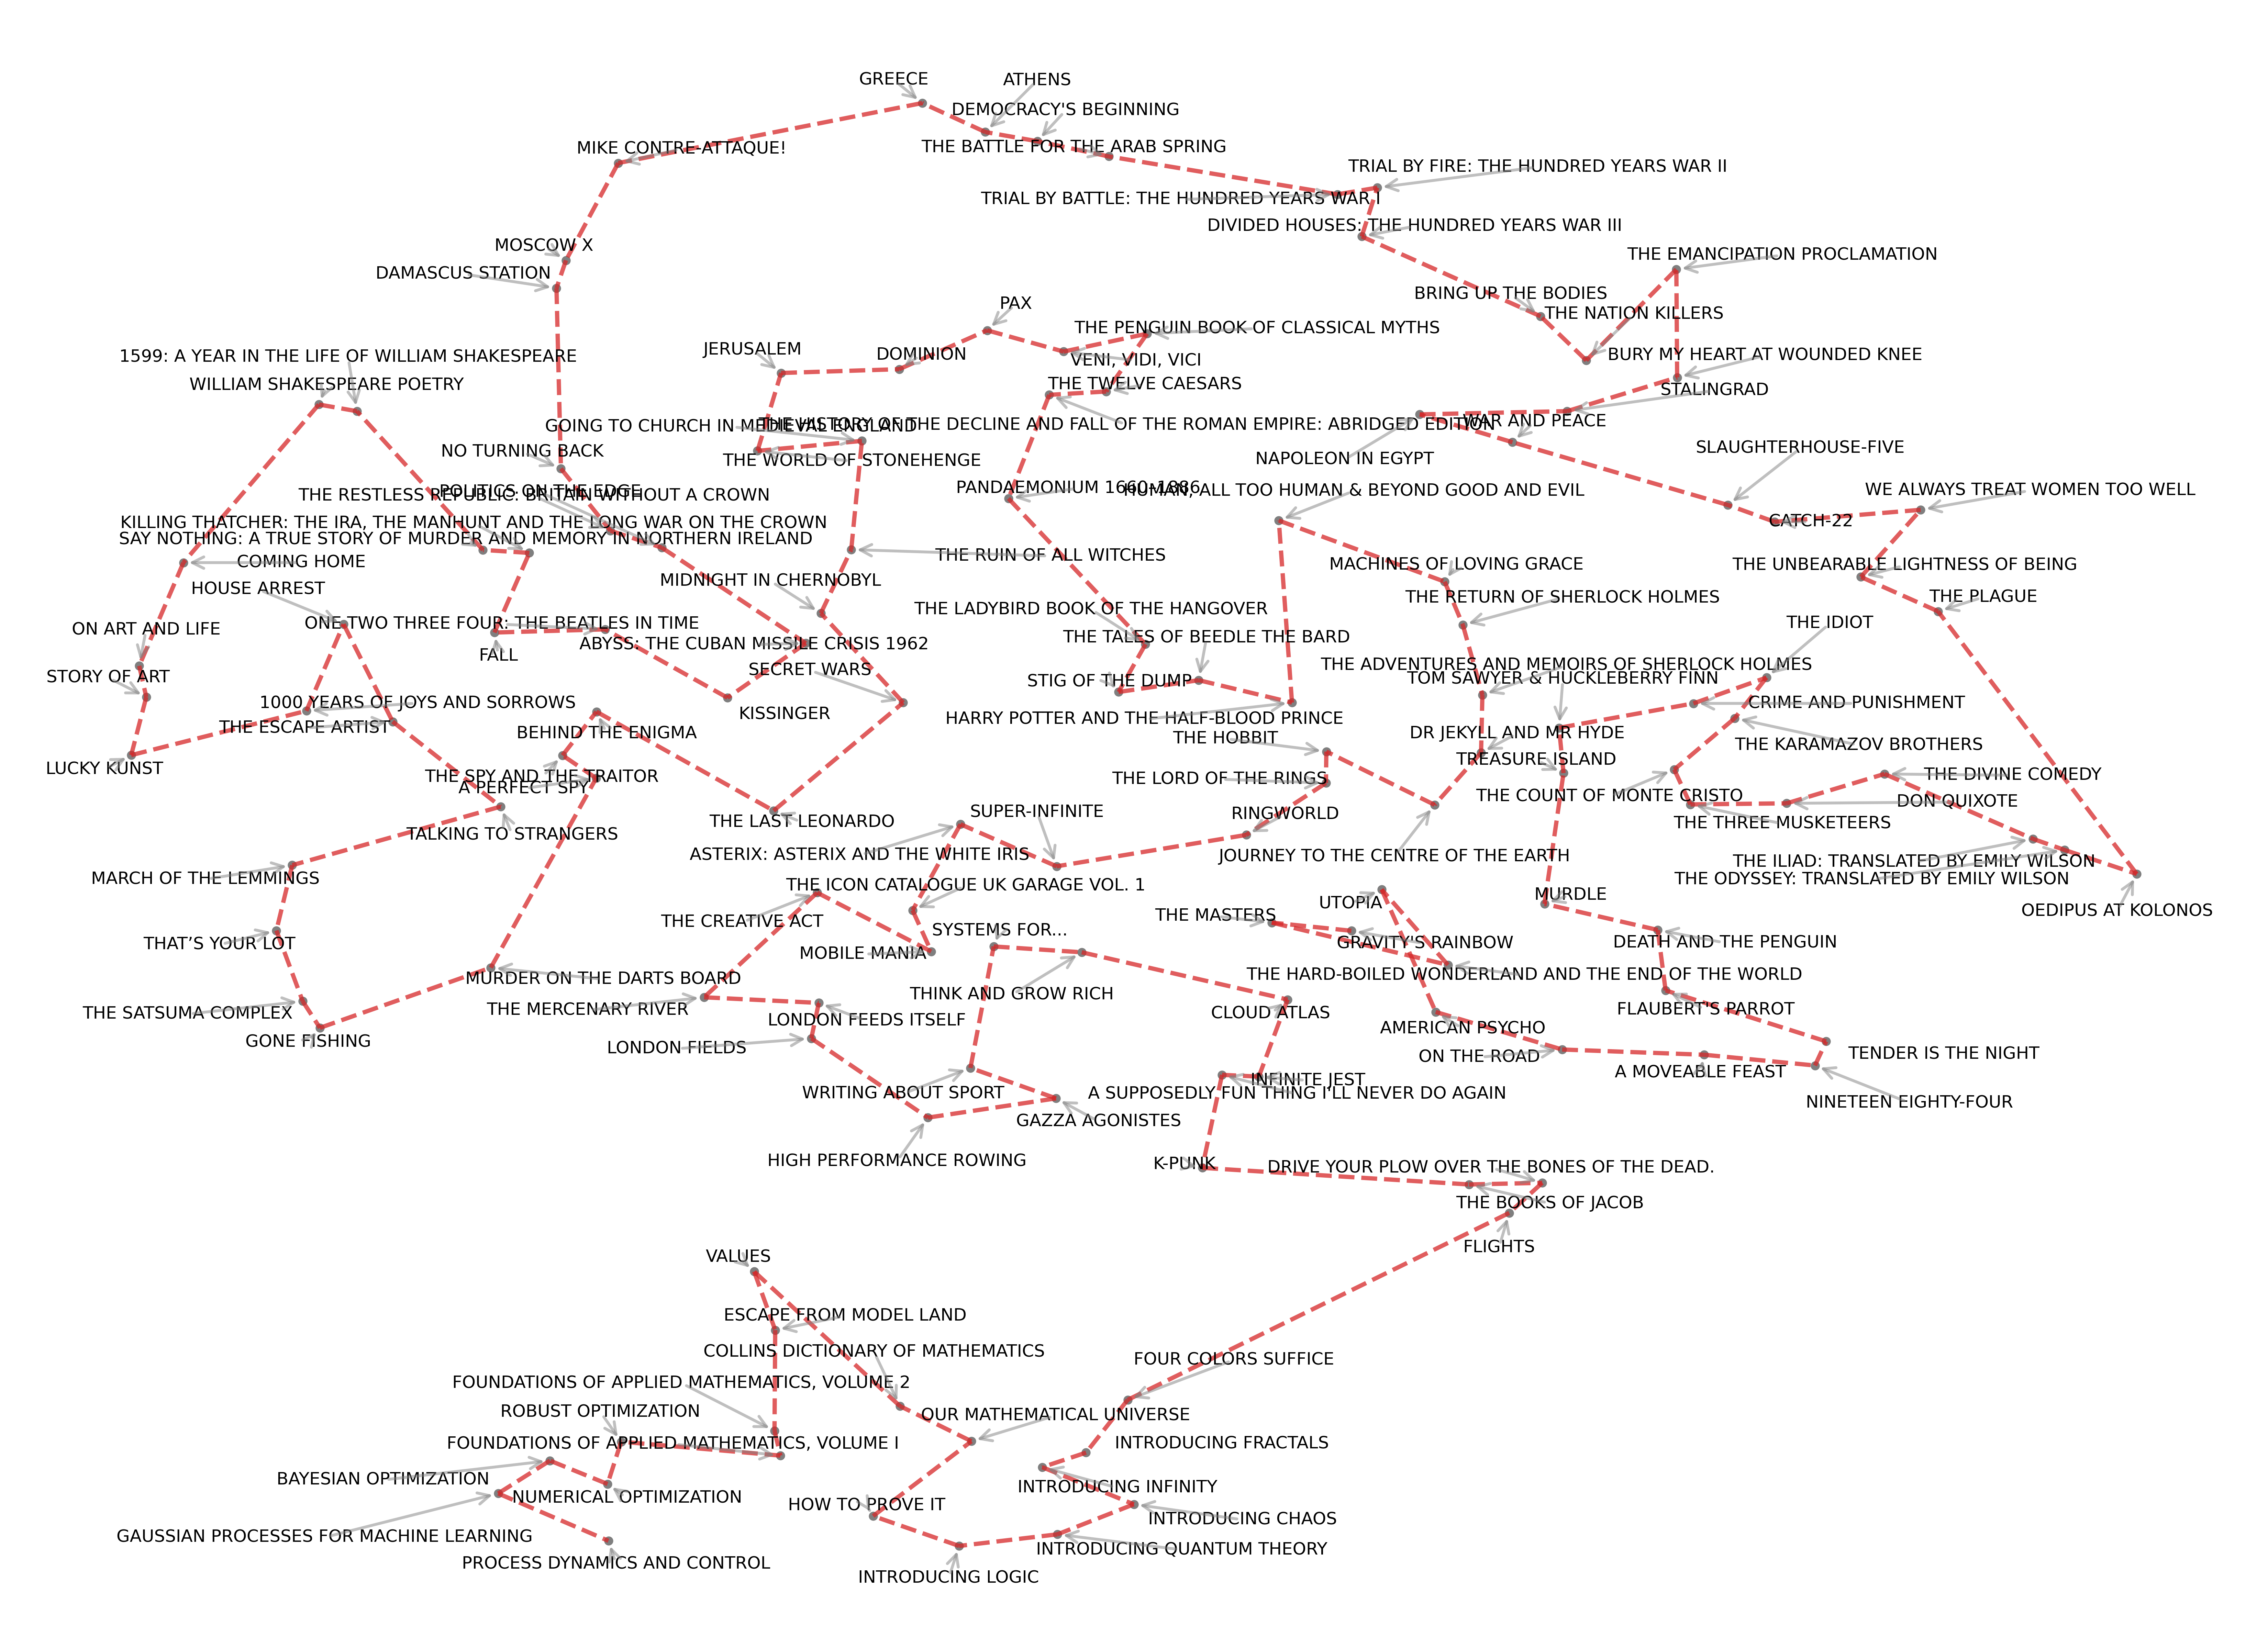 GREECE
ATHENS
DEMOCRACY'S BEGINNING
MIKE CONTRE-ATTAQUE!
THE BATTLE FOR THE ARAB SPRING
TRIAL BY FIRE: THE HUNDRED YEARS WAR II
TRIAL BY BATTLE: THE HUNDRED YEARS WAR I
DIVIDED HOUSES: THE HUNDRED YEARS WAR III
MOSCOW X
THE EMANCIPATION PROCLAMATION
DAMASCUS STATION
BRING UP THE BODIES
PAX
THE NATION KILLERS
THE PENGUIN BOOK OF CLASSICAL MYTHS
JERUSALEM
DOMINION
1599: A YEAR IN THE LIFE OF WILLIAM SHAKESPEARE
VENI, VIDI, VICI
BURY MY HEART AT WOUNDED KNEE
WILLIAM SHAKESPEARE POETRY
THE TWELVE CAESARS
STALINGRAD
GOING TO CHURCH IN MEDIEVAL ENGLAND
THE HISTORY OF THE DECLINE AND FALL OF THE ROMAN EMPIRE: ABRIDGED EDITION
WAR AND PEACE
NO TURNING BACK
SLAUGHTERHOUSE-FIVE
THE WORLD OF STONEHENGE
NAPOLEON IN EGYPT
POLITICS ON THE EDGE
THE RESTLESS REPUBLIC: BRITAIN WITHOUT A CROWN
PANDAEMONIUM 1660–1886
HUMAN, ALL TOO HUMAN & BEYOND GOOD AND EVIL
WE ALWAYS TREAT WOMEN TOO WELL
KILLING THATCHER: THE IRA, THE MANHUNT AND THE LONG WAR ON THE CROWN
CATCH-22
SAY NOTHING: A TRUE STORY OF MURDER AND MEMORY IN NORTHERN IRELAND
COMING HOME
THE RUIN OF ALL WITCHES
MACHINES OF LOVING GRACE
THE UNBEARABLE LIGHTNESS OF BEING
HOUSE ARREST
MIDNIGHT IN CHERNOBYL
THE RETURN OF SHERLOCK HOLMES
THE PLAGUE
ON ART AND LIFE
ONE TWO THREE FOUR: THE BEATLES IN TIME
THE LADYBIRD BOOK OF THE HANGOVER
THE IDIOT
FALL
ABYSS: THE CUBAN MISSILE CRISIS 1962
THE TALES OF BEEDLE THE BARD
STORY OF ART
SECRET WARS
STIG OF THE DUMP
THE ADVENTURES AND MEMOIRS OF SHERLOCK HOLMES
TOM SAWYER & HUCKLEBERRY FINN
1000 YEARS OF JOYS AND SORROWS
KISSINGER
CRIME AND PUNISHMENT
THE ESCAPE ARTIST
BEHIND THE ENIGMA
HARRY POTTER AND THE HALF-BLOOD PRINCE
THE HOBBIT
DR JEKYLL AND MR HYDE
THE KARAMAZOV BROTHERS
LUCKY KUNST
TREASURE ISLAND
THE SPY AND THE TRAITOR
A PERFECT SPY
THE LORD OF THE RINGS
THE DIVINE COMEDY
THE COUNT OF MONTE CRISTO
DON QUIXOTE
TALKING TO STRANGERS
THE LAST LEONARDO
SUPER-INFINITE
RINGWORLD
THE THREE MUSKETEERS
ASTERIX: ASTERIX AND THE WHITE IRIS
JOURNEY TO THE CENTRE OF THE EARTH
THE ILIAD: TRANSLATED BY EMILY WILSON
MARCH OF THE LEMMINGS
THE ICON CATALOGUE UK GARAGE VOL. 1
THE ODYSSEY: TRANSLATED BY EMILY WILSON
THE CREATIVE ACT
UTOPIA
MURDLE
OEDIPUS AT KOLONOS
THE MASTERS
SYSTEMS FOR...
THAT'S YOUR LOT
MOBILE MANIA
GRAVITY'S RAINBOW
DEATH AND THE PENGUIN
MURDER ON THE DARTS BOARD
THE HARD-BOILED WONDERLAND AND THE END OF THE WORLD
THINK AND GROW RICH
THE SATSUMA COMPLEX
THE MERCENARY RIVER
LONDON FEEDS ITSELF
CLOUD ATLAS
FLAUBERT'S PARROT
GONE FISHING
LONDON FIELDS
AMERICAN PSYCHO
ON THE ROAD
TENDER IS THE NIGHT
A MOVEABLE FEAST
INFINITE JEST
WRITING ABOUT SPORT
A SUPPOSEDLY FUN THING I'LL NEVER DO AGAIN
NINETEEN EIGHTY-FOUR
GAZZA AGONISTES
HIGH PERFORMANCE ROWING
K-PUNK
DRIVE YOUR PLOW OVER THE BONES OF THE DEAD.
THE BOOKS OF JACOB
FLIGHTS
VALUES
ESCAPE FROM MODEL LAND
COLLINS DICTIONARY OF MATHEMATICS
FOUR COLORS SUFFICE
FOUNDATIONS OF APPLIED MATHEMATICS, VOLUME 2
ROBUST OPTIMIZATION
OUR MATHEMATICAL UNIVERSE
FOUNDATIONS OF APPLIED MATHEMATICS, VOLUME I
INTRODUCING FRACTALS
BAYESIAN OPTIMIZATION
INTRODUCING INFINITY
NUMERICAL OPTIMIZATION
HOW TO PROVE IT
INTRODUCING CHAOS
GAUSSIAN PROCESSES FOR MACHINE LEARNING
INTRODUCING QUANTUM THEORY
PROCESS DYNAMICS AND CONTROL
INTRODUCING LOGIC